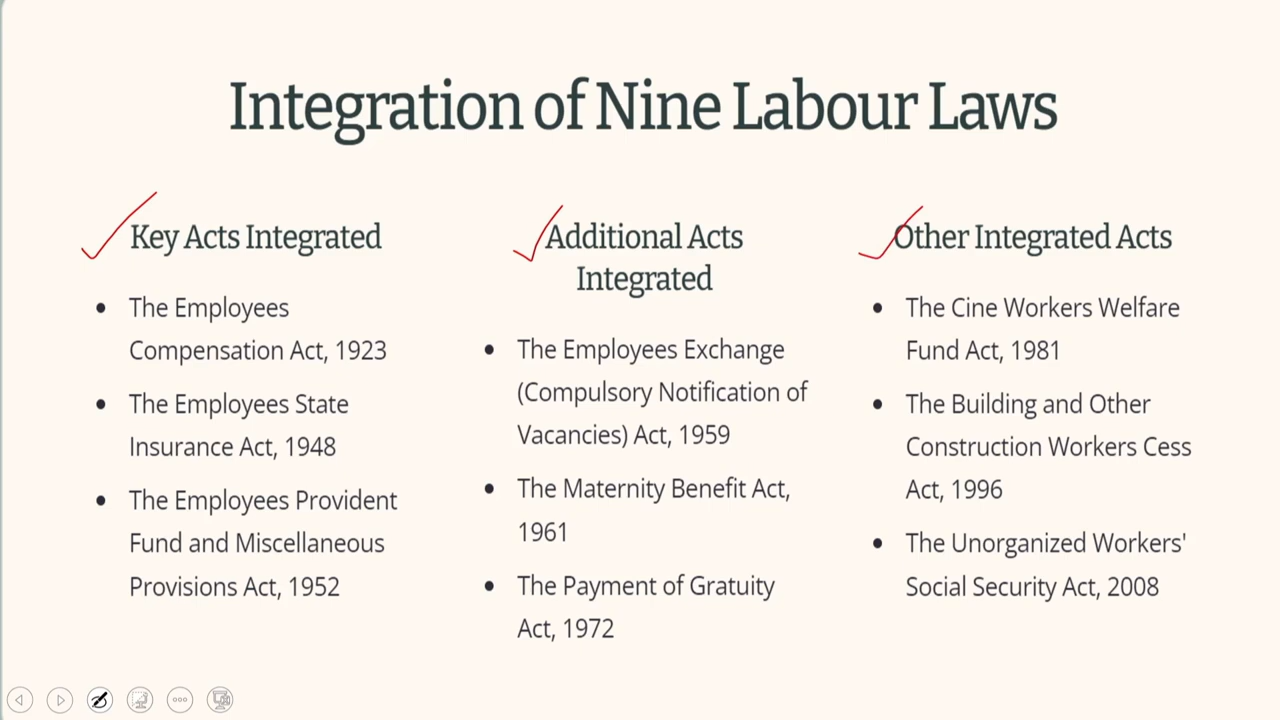 Integration of Nine Labour Laws
Key Acts Integrated
• The Employees
Compensation Act, 1923
• The Employees State
Insurance Act, 1948
• The Employees Provident
Fund and Miscellaneous
Provisions Act, 1952
Additional Acts
Integrated
• The Employees Exchange
(Compulsory Notification of
Vacancies) Act, 1959
• The Maternity Benefit Act,
1961
• The Payment of Gratuity
Act, 1972
Other Integrated Acts
• The Cine Workers Welfare
Fund Act, 1981
• The Building and Other
Construction Workers Cess
Act, 1996
• The Unorganized Workers'
Social Security Act, 2008